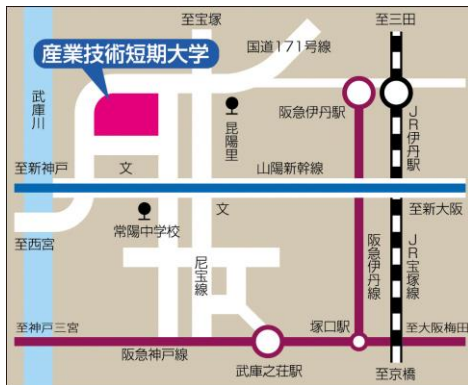 至宝塚
至三田
国道171号線
産業技術短期大学
武庫川
昆陽里
阪急伊丹駅
JR伊丹駅
至新神戸
文
山陽新幹線
文
至新大阪
常陽中学校
至西宮
尼宝線
阪急伊丹線
JR宝塚線
至神戸三宮
塚口駅
至大阪梅田
阪急神戸線
武庫之荘駅
至京橋